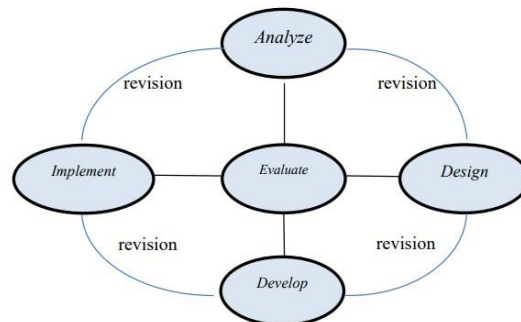 Analyze
revision
revision
Implement
Evaluate
Design
revision
revision
Develop